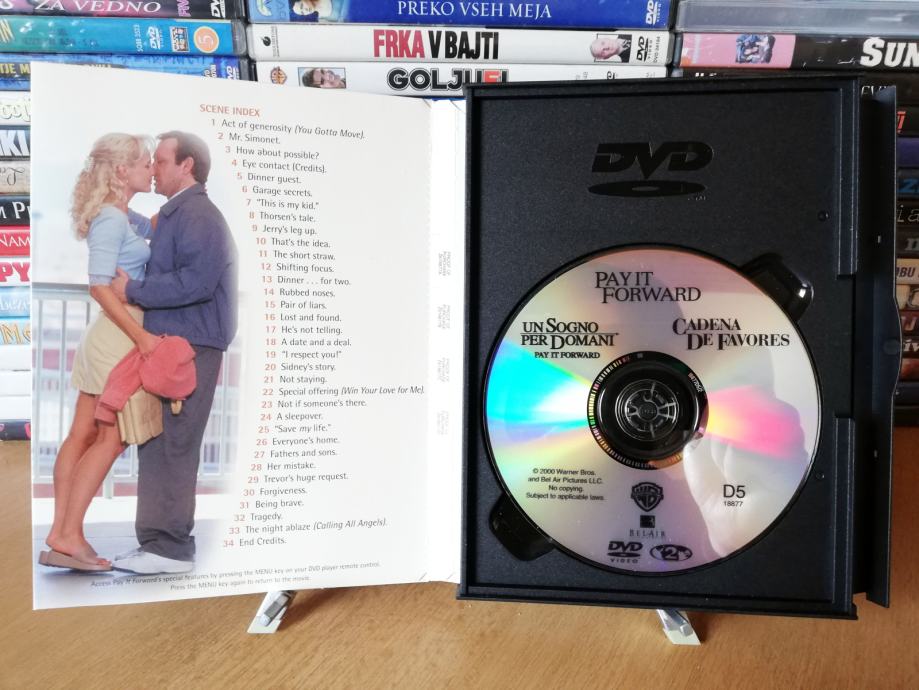 ZA VEDNO
PREKO VSEH MEJA
DVD
FRKA V BAJTI
DVD
GOLJUFI
DVD
5
SCENE INDEX
1 Act of generosity (You Gotta Move).
2 Mr. Simonet.
3 How about possible?
4 Eye contact (Credits).
5 Dinner guest.
6 Garage secrets.
7 "This is my kid."
8 Thorsen's tale.
9 Jerry's leg up.
10 That's the idea.
11 The short straw.
12 Shifting focus.
13 Dinner . . . for two.
14 Rubbed noses.
15 Pair of liars.
16 Lost and found.
17 He's not telling.
18 A date and a deal.
19 "I respect you!"
20 Sidney's story.
21 Not staying.
22 Special offering (Win Your Love for Me).
23 Not if someone's there.
24 A sleepover.
25 "Save my life."
26 Everyone's home.
27 Fathers and sons.
28 Her mistake.
29 Trevor's huge request.
30 Forgiveness.
31 Being brave.
32 Tragedy.
33 The night ablaze (Calling All Angels).
34 End Credits.
Access Pay It Forward's special features by pressing the MENU key on your DVD player remote control.
Press the MENU key again to return to the movie.
DVD
PAY IT
FORWARD
UN SOGNO
PER DOMANI
PAY IT FORWARD
CADENA
DE FAVORES
© 2000 Warner Bros.
and Bel Air Pictures LLC.
No copying.
Subject to applicable laws.
WB
BEL AIR
D5
18877
DVD
VIDEO
2